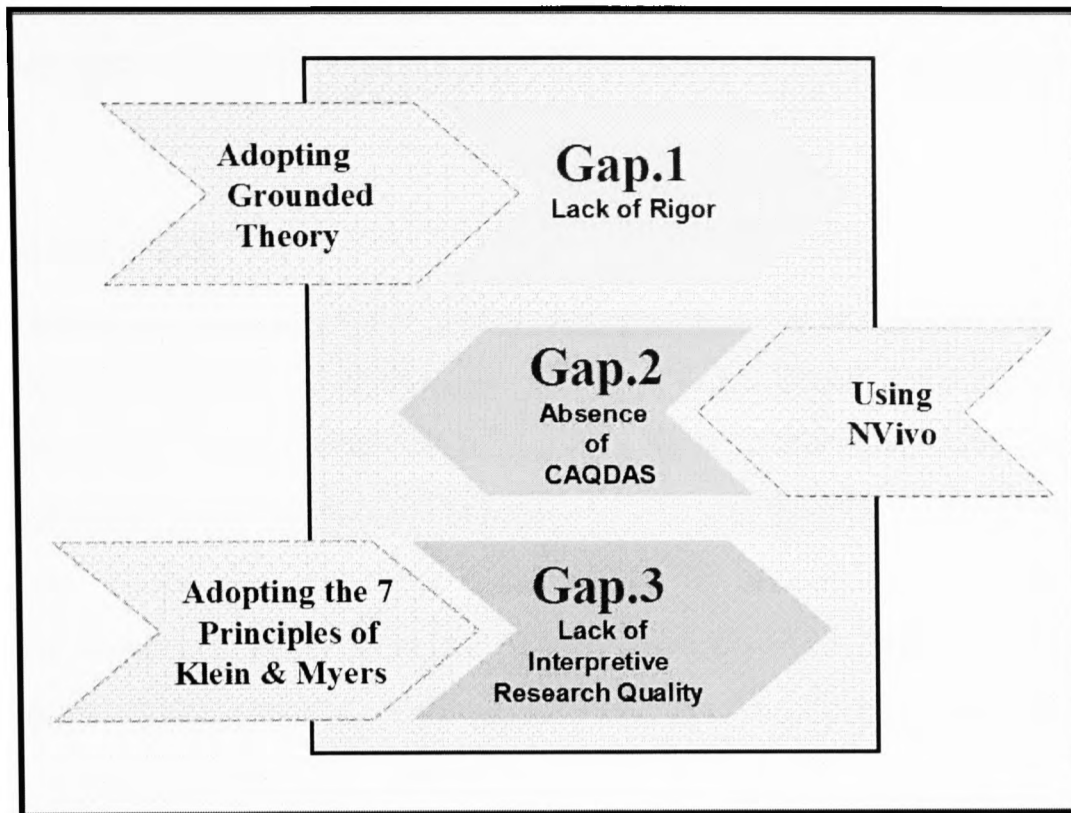 Adopting
Grounded
Theory
Gap.1
Lack of Rigor
Gap.2
Absence
of
CAQDAS
Using
NVivo
Adopting the 7
Principles of
Klein & Myers
Gap.3
Lack of
Interpretive
Research Quality